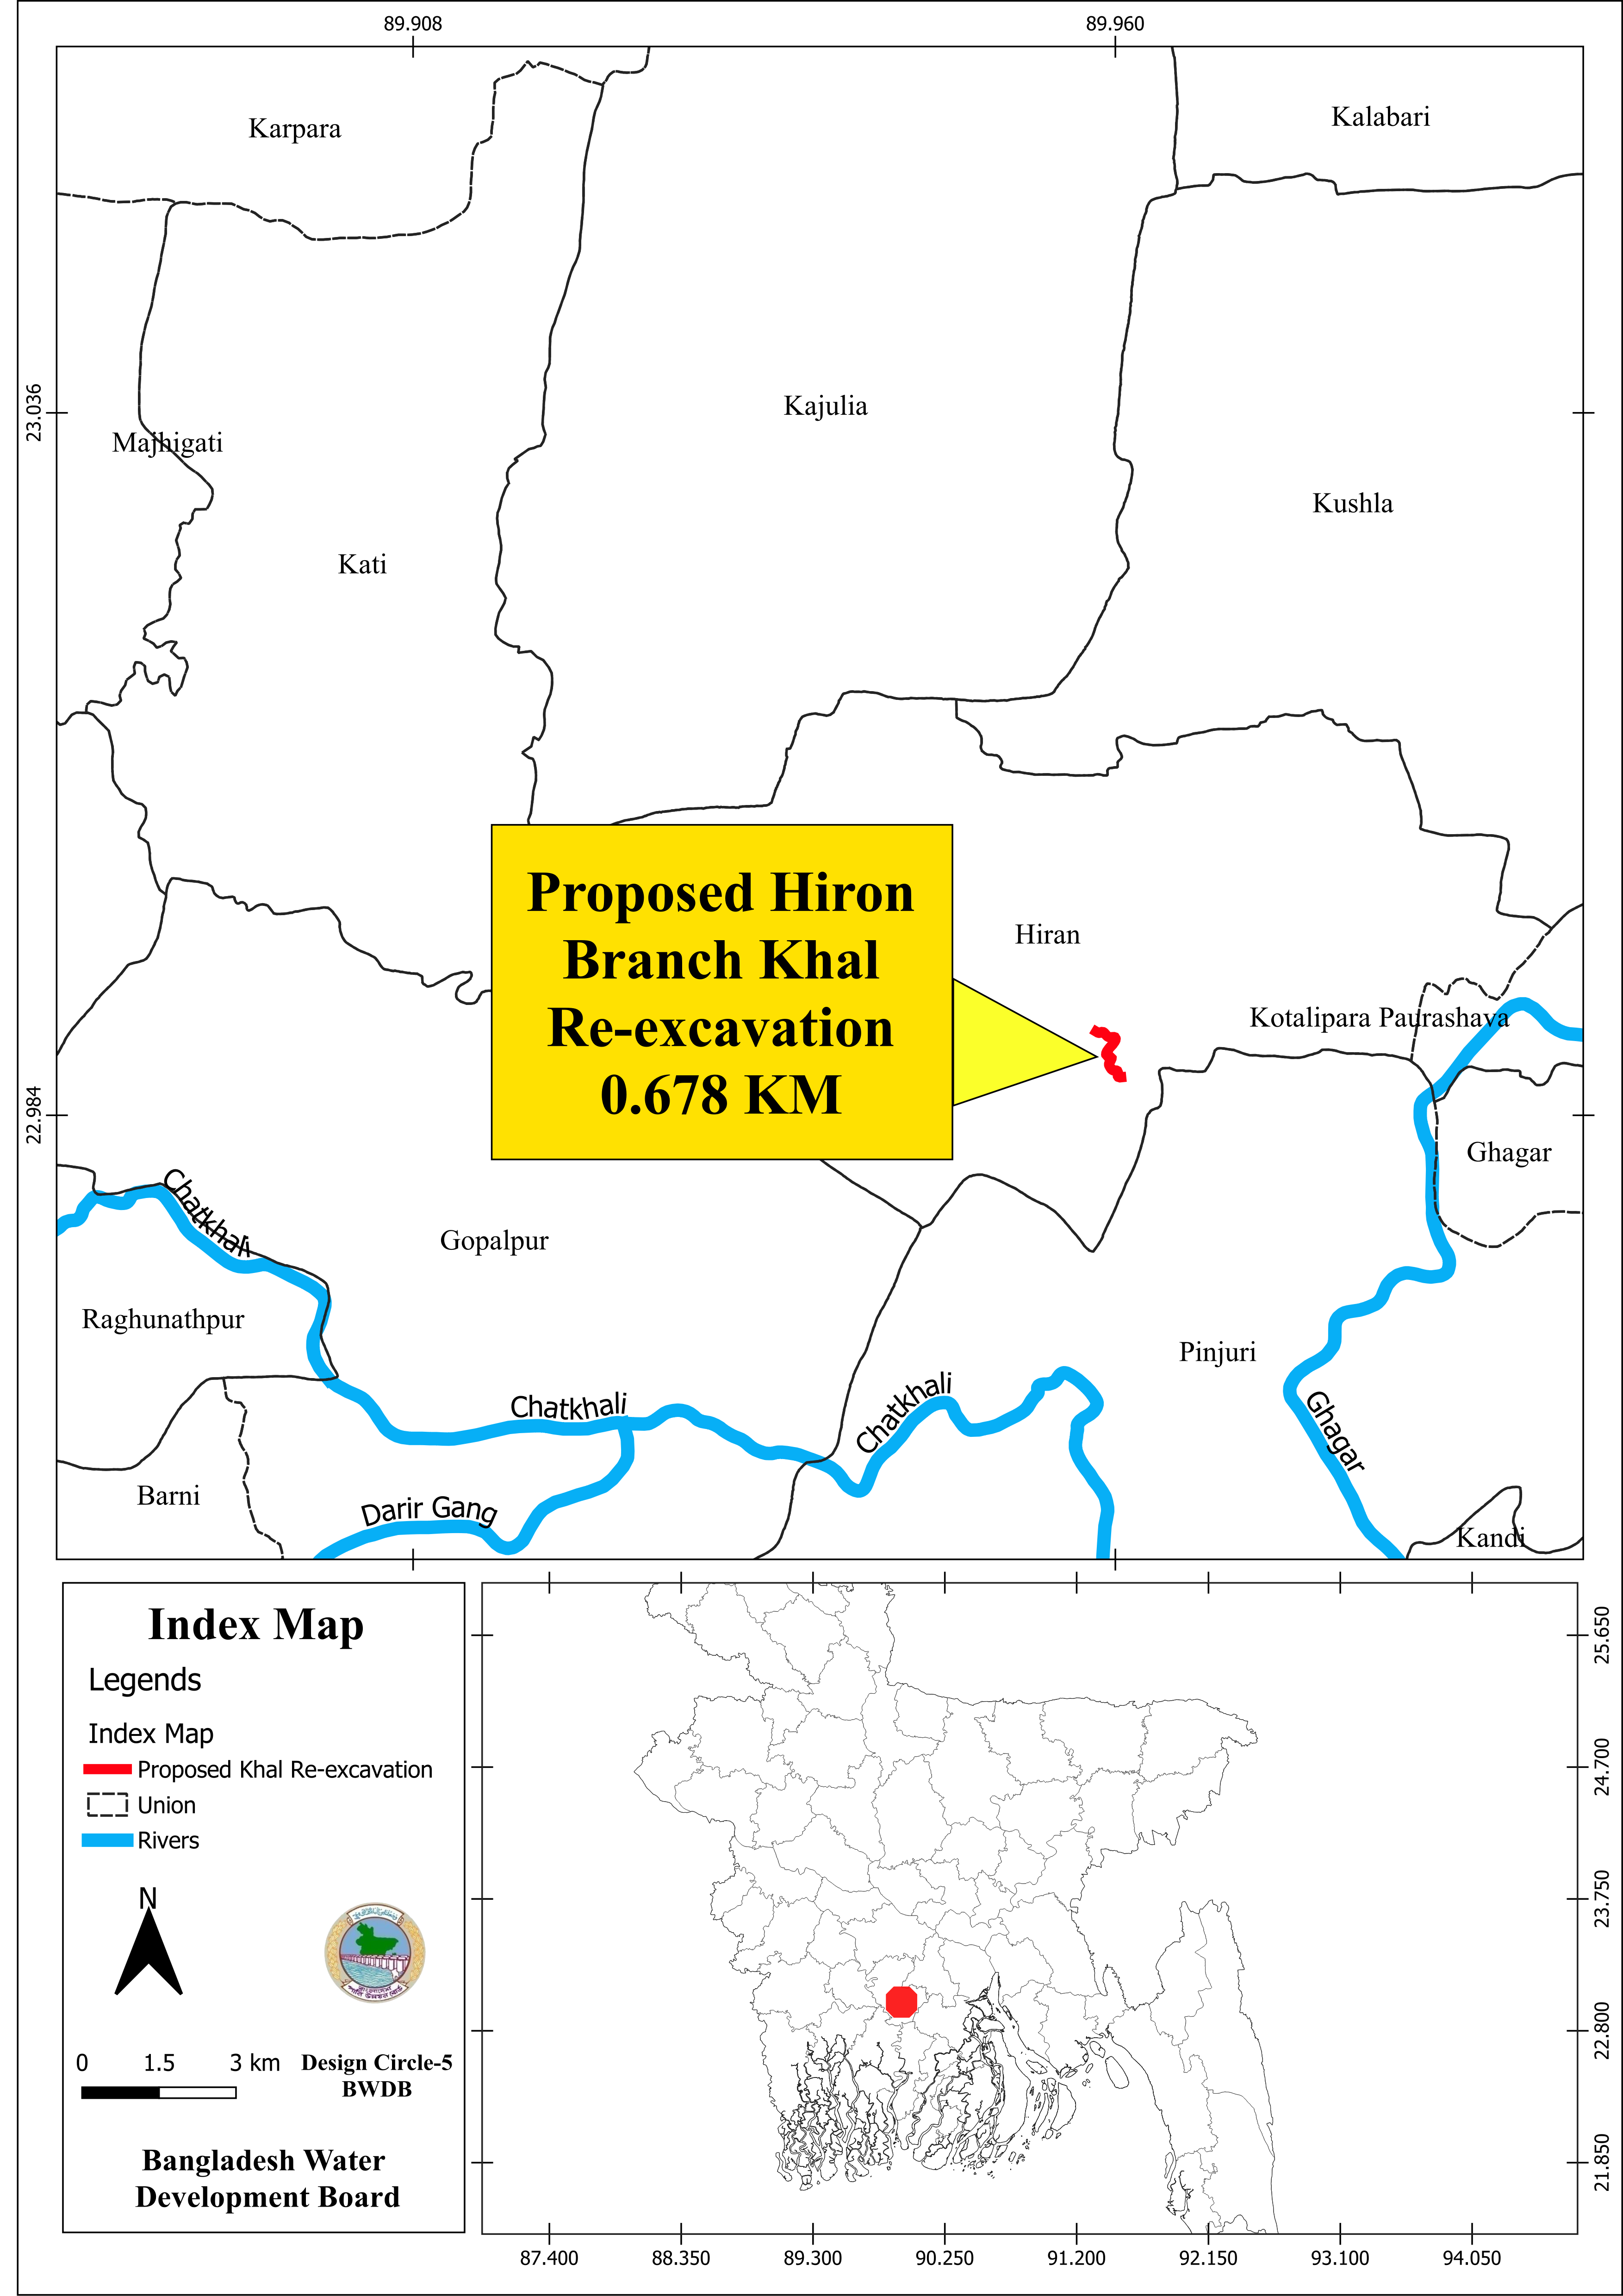 89.908
89.960
Karpara
Kalabari
23.036
Kajulia
Majhigati
Kushla
Kati
Proposed Hiron
Branch Khal
Re-excavation
0.678 KM
Hiran
Kotalipara Paurashava
22.984
Ghagar
Chatkhali
Gopalpur
Raghunathpur
Pinjuri
Chatkhali
Chatkhali
Ghagar
Barni
Darir Gang
Kandi
Index Map
Legends
Index Map
Proposed Khal Re-excavation
Union
Rivers
N
0 1.5 3 km
Design Circle-5
BWDB
Bangladesh Water
Development Board
25.650
24.700
23.750
22.800
21.850
87.400
88.350
89.300
90.250
91.200
92.150
93.100
94.050